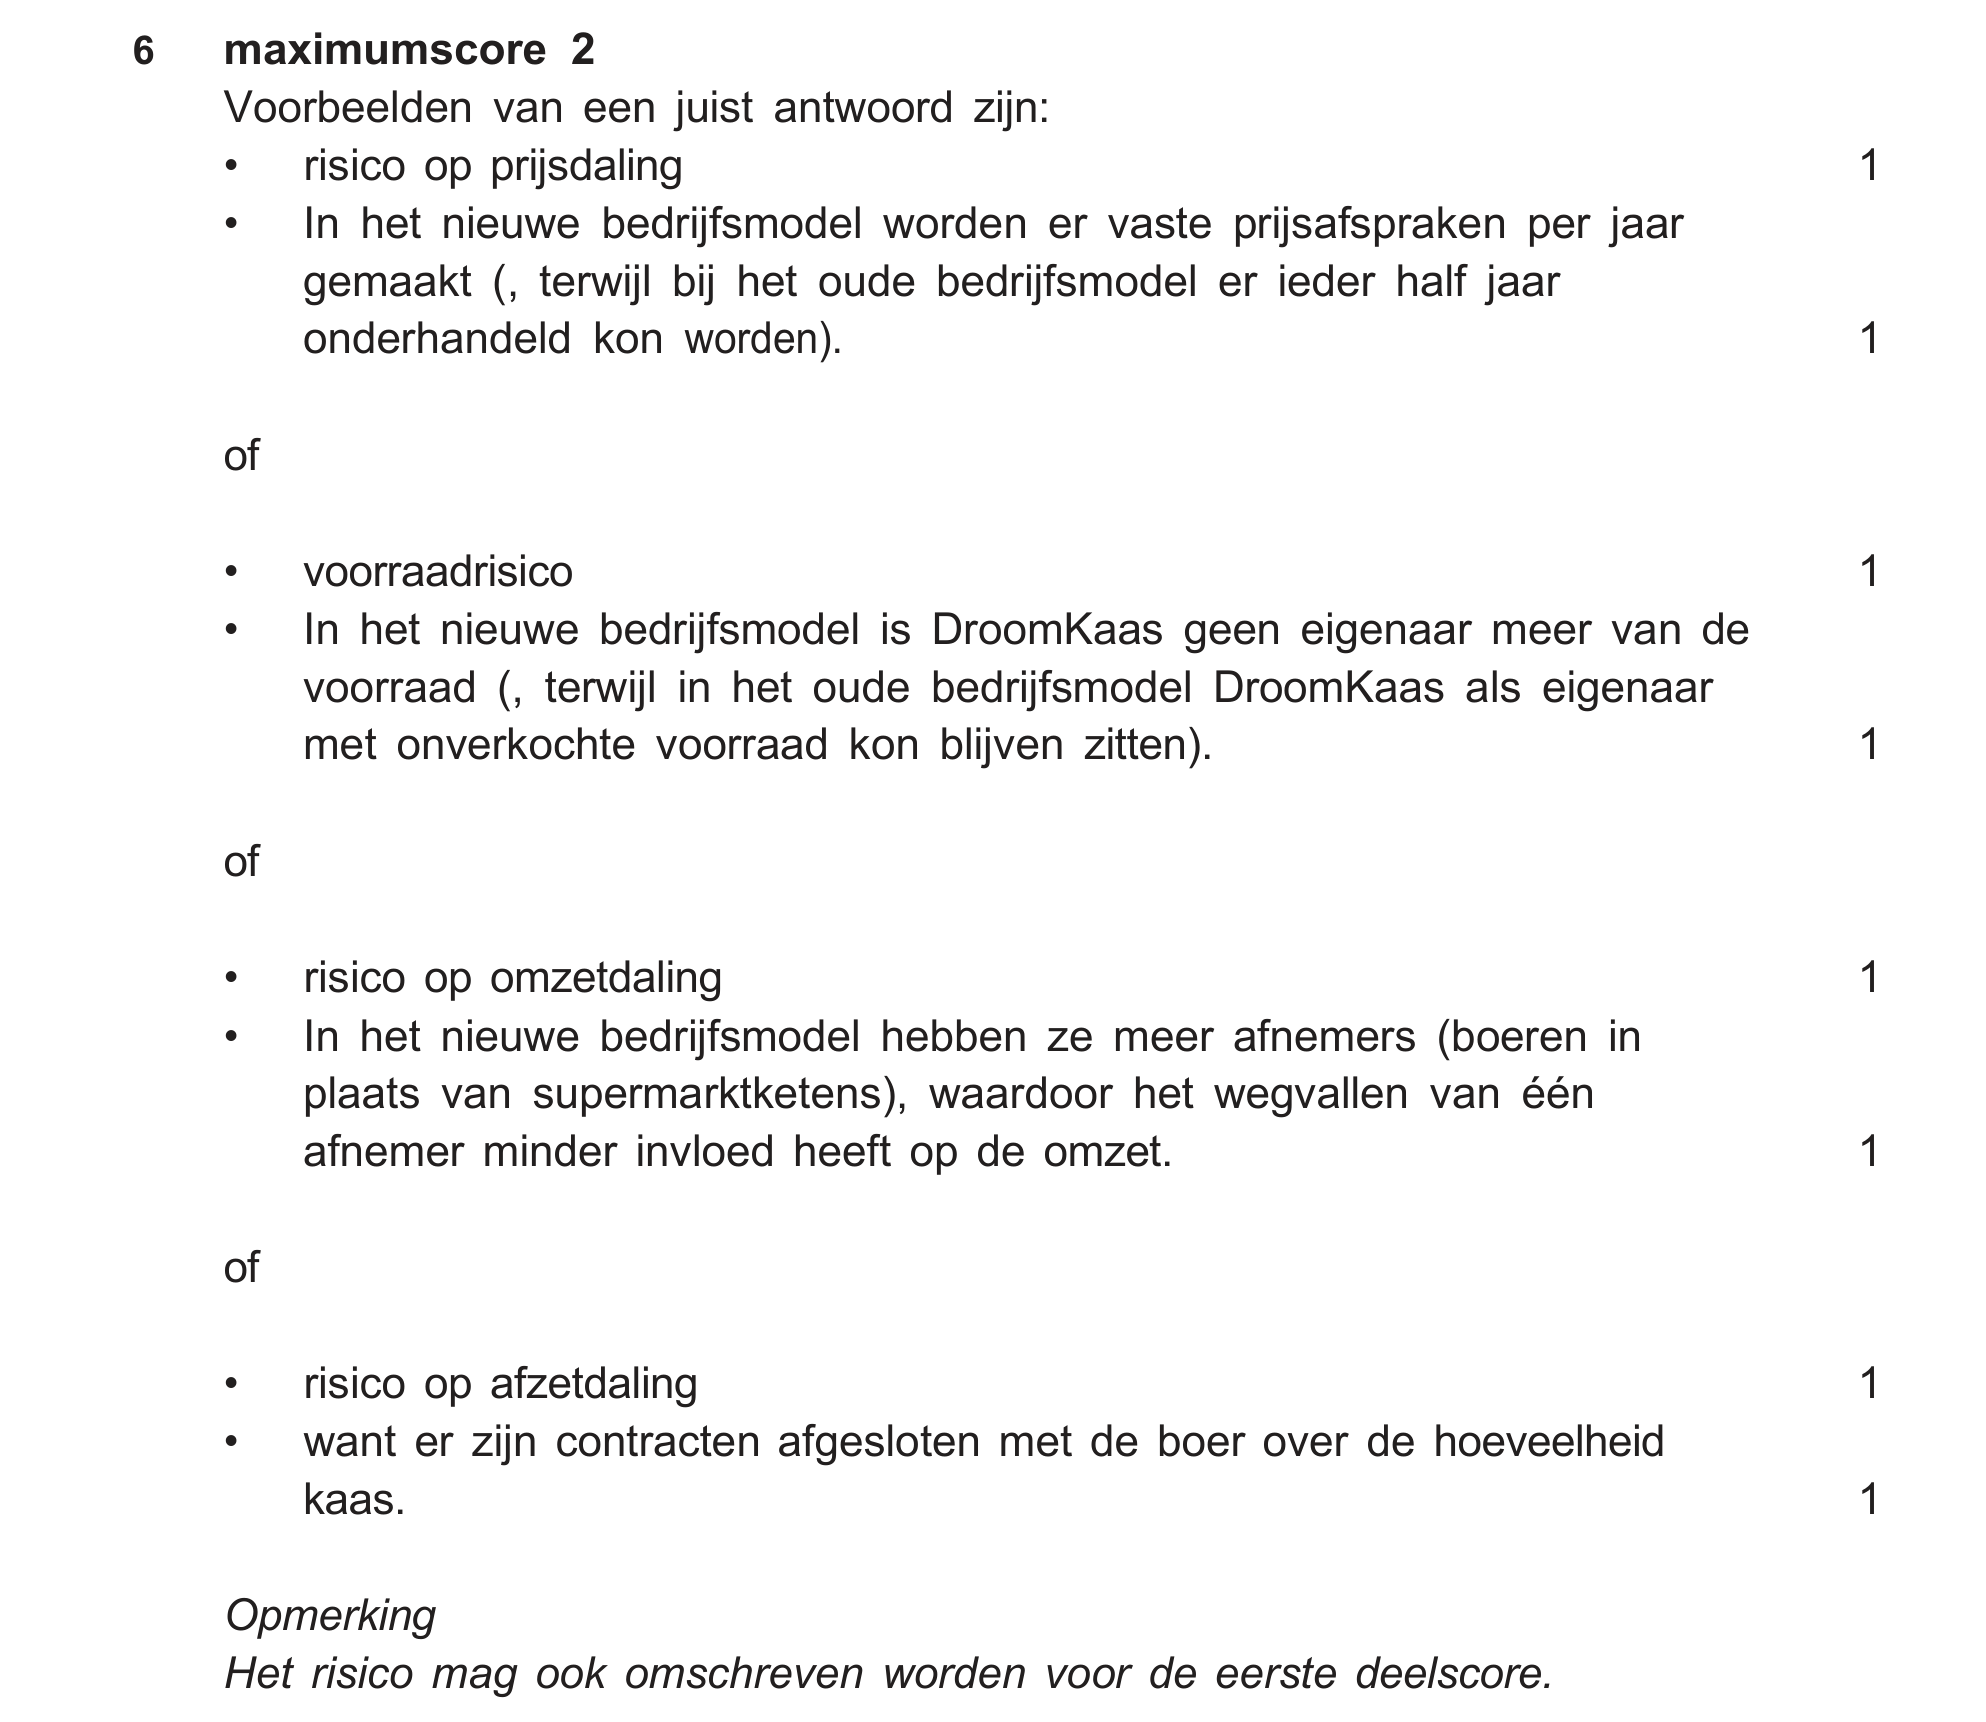 6 maximumscore 2
Voorbeelden van een juist antwoord zijn:
• risico op prijsdaling 1
• In het nieuwe bedrijfsmodel worden er vaste prijsafspraken per jaar
gemaakt (, terwijl bij het oude bedrijfsmodel er ieder half jaar
onderhandeld kon worden). 1
of
• voorraadrisico 1
• In het nieuwe bedrijfsmodel is DroomKaas geen eigenaar meer van de
voorraad (, terwijl in het oude bedrijfsmodel DroomKaas als eigenaar
met onverkochte voorraad kon blijven zitten). 1
of
• risico op omzetdaling 1
• In het nieuwe bedrijfsmodel hebben ze meer afnemers (boeren in
plaats van supermarktketens), waardoor het wegvallen van één
afnemer minder invloed heeft op de omzet. 1
of
• risico op afzetdaling 1
• want er zijn contracten afgesloten met de boer over de hoeveelheid
kaas. 1
Opmerking
Het risico mag ook omschreven worden voor de eerste deelscore.